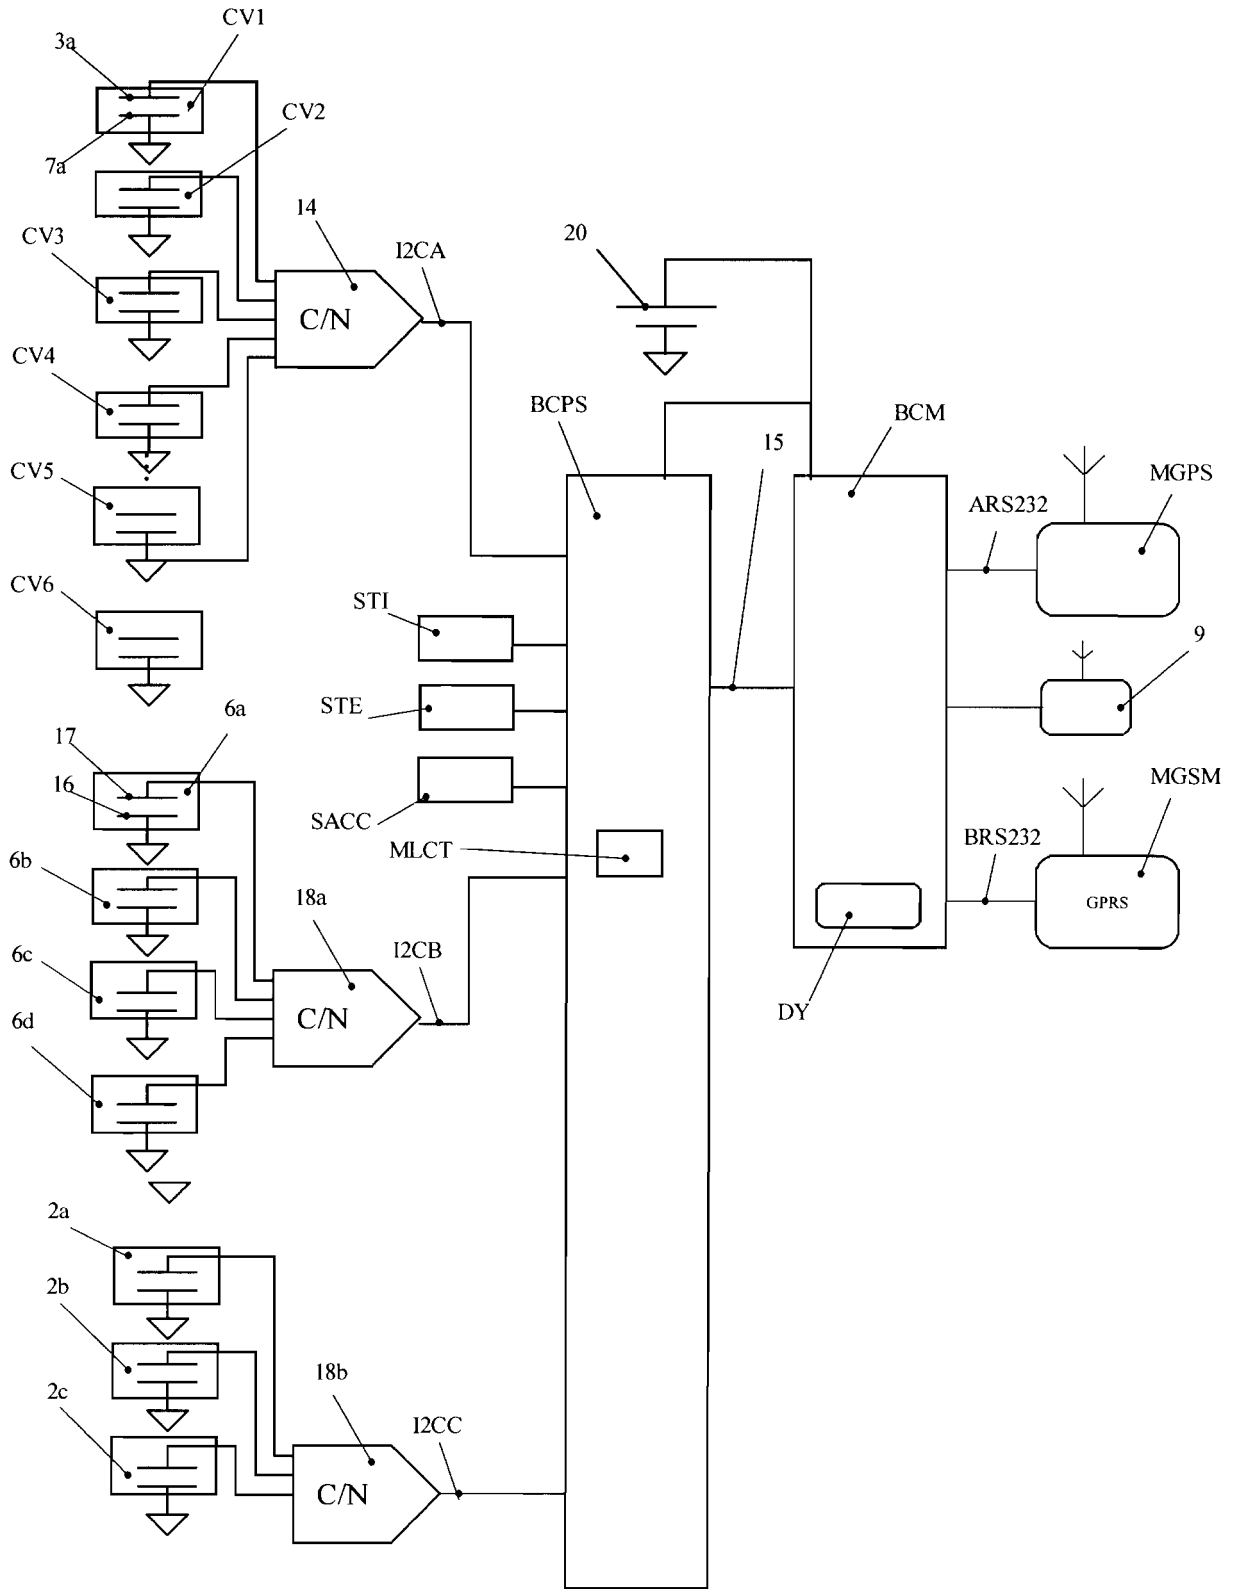 CV1
3a
CV2
7a
14
CV3
I2CA
20
C/N
CV4
BCPS
BCM
15
CV5
MGPS
ARS232
CV6
STI
9
STE
6a
17
16
MGSM
SACC
BRS232
MLCT
6b
18a
GPRS
6c
I2CB
DY
C/N
6d
2a
2b
18b
2c
I2CC
C/N